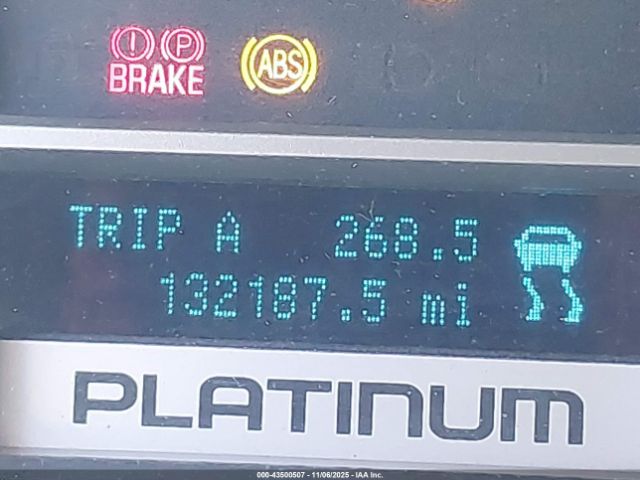 ! P
BRAKE ABS
TRIP A 268.5
132187.5 mi
PLATINUM
000-43500507 - 11/06/2025 - IAA Inc.